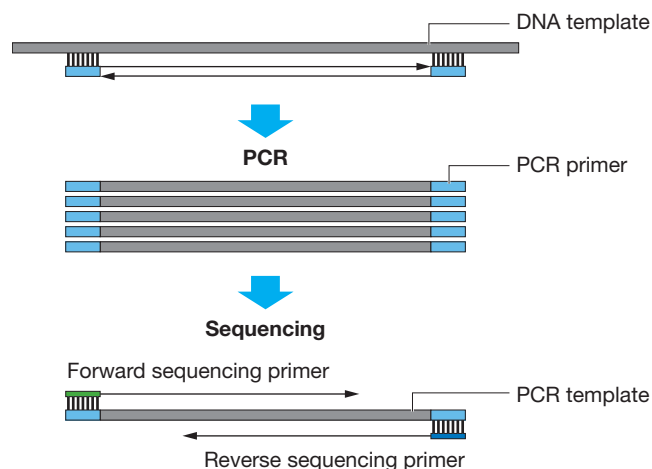 DNA template
PCR
PCR primer
Sequencing
Forward sequencing primer
PCR template
Reverse sequencing primer